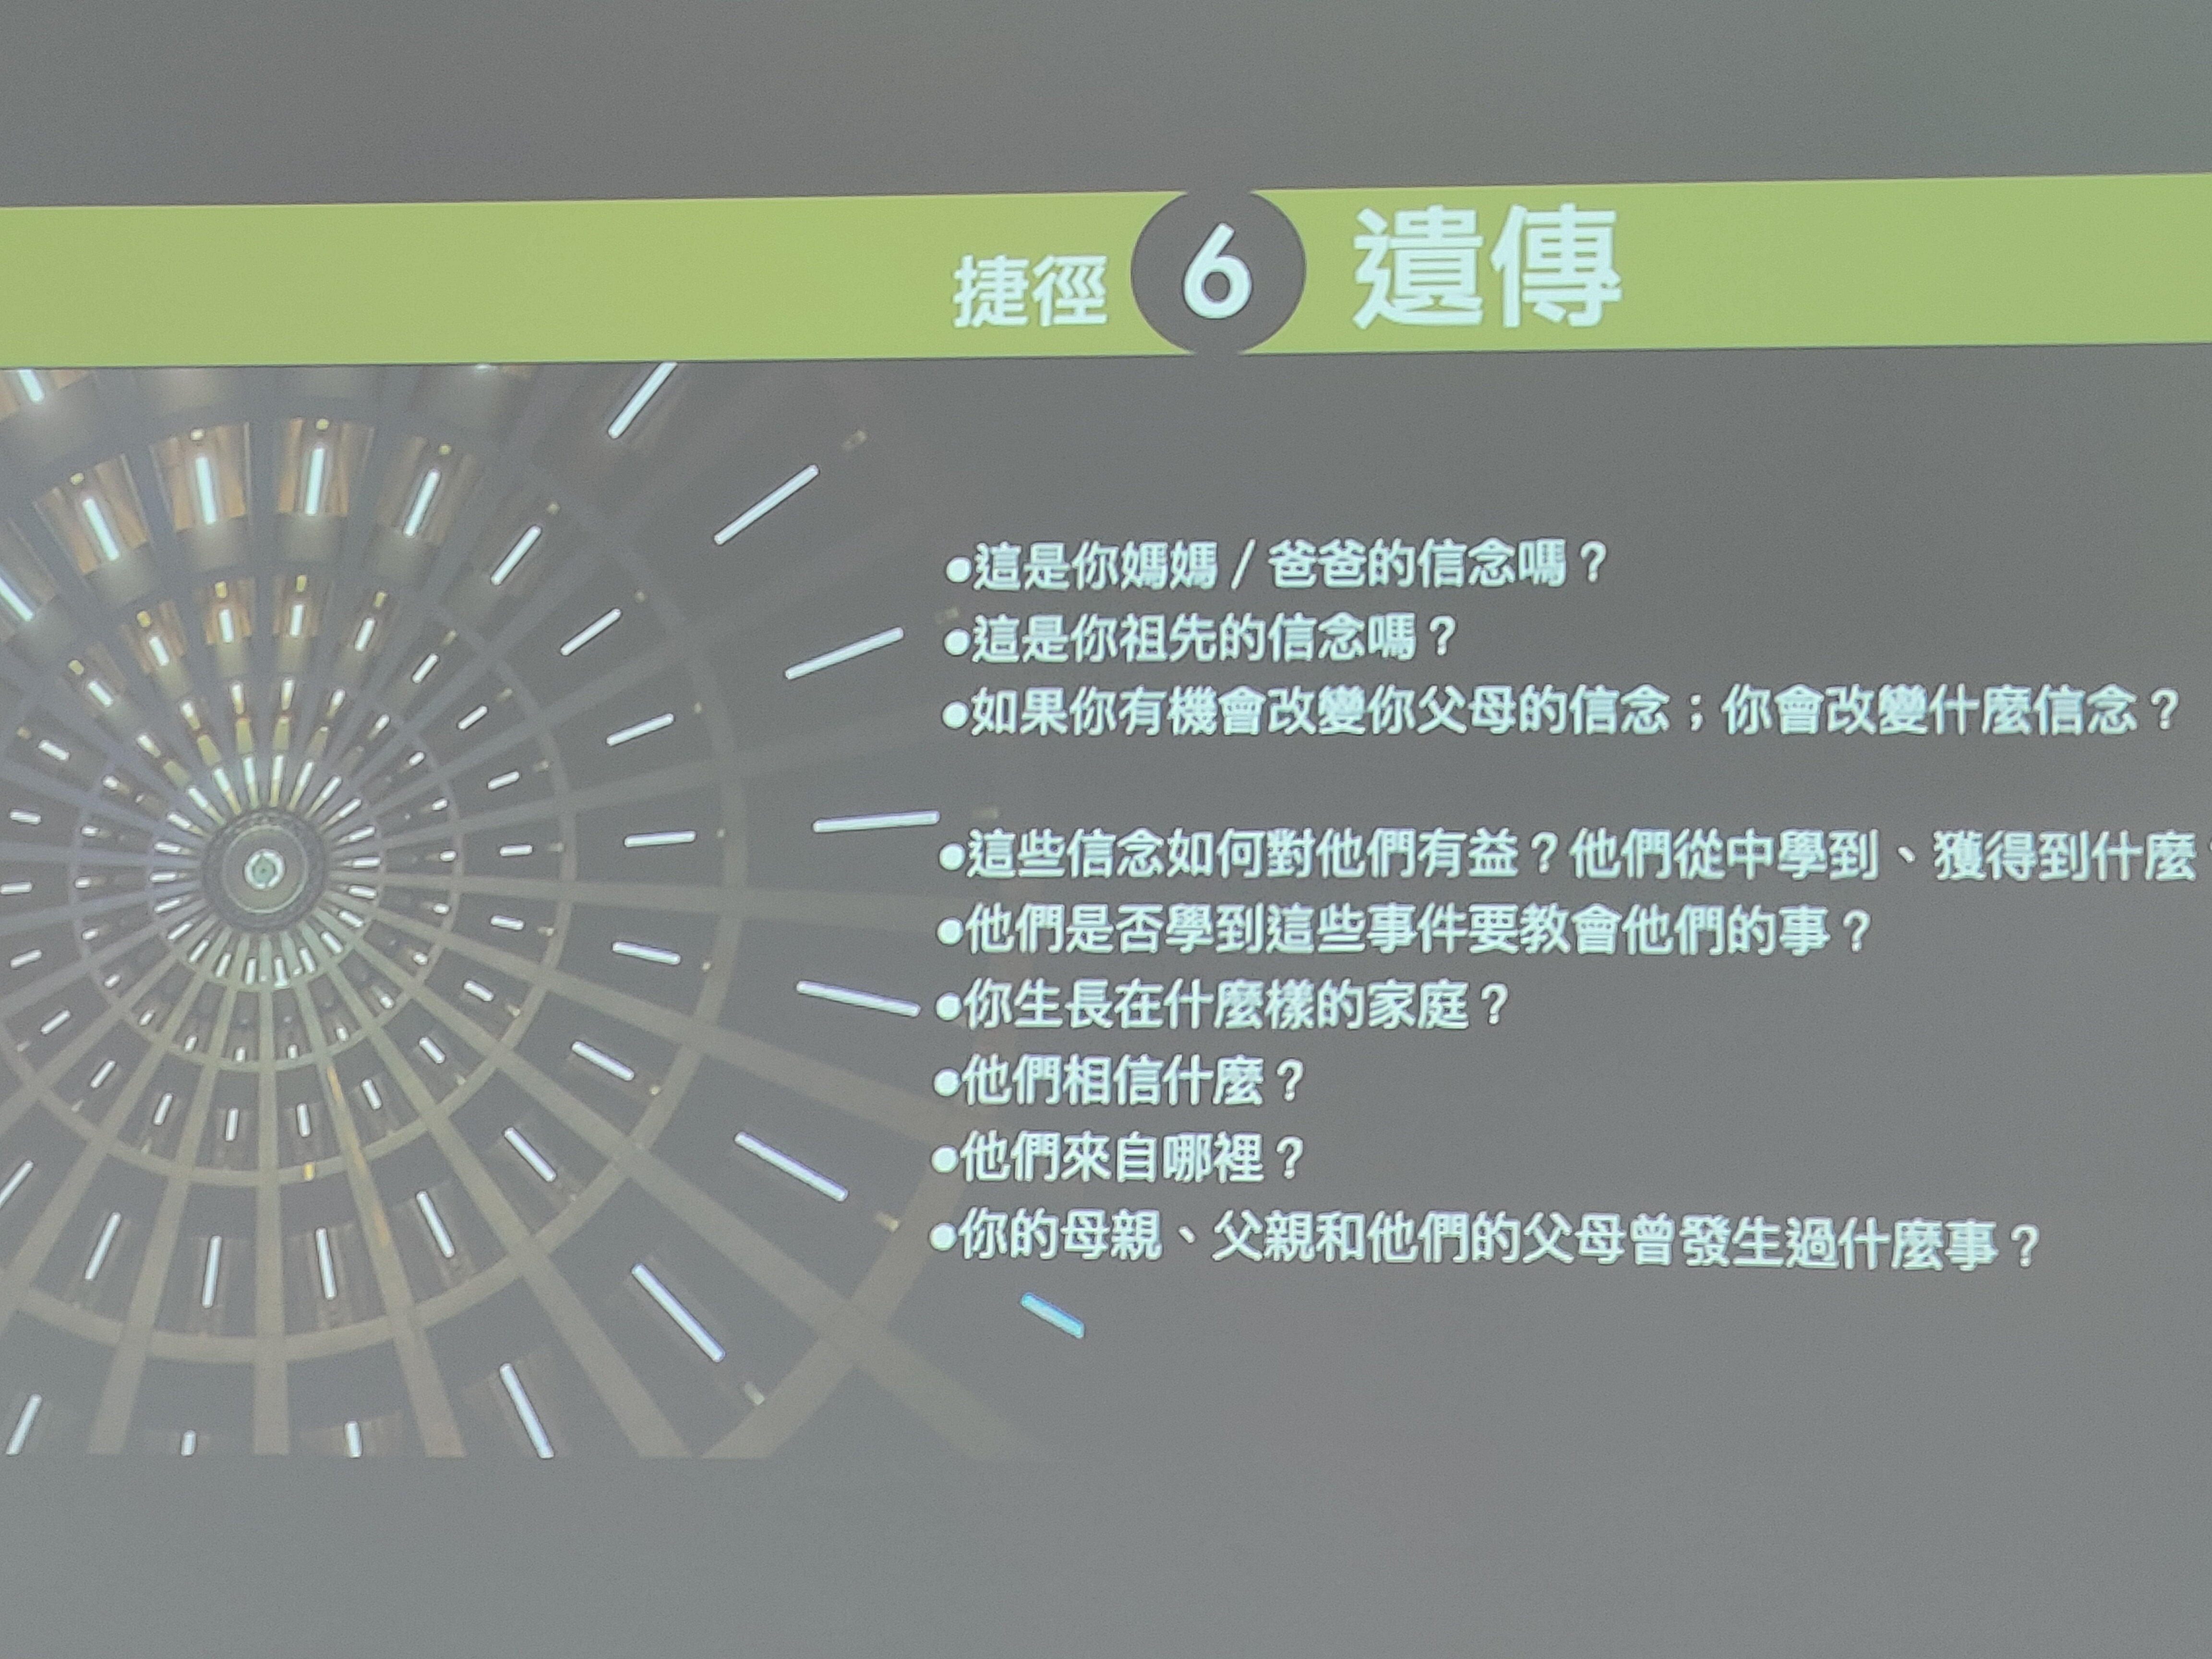 捷徑 6 遺傳
•這是你媽媽/爸爸的信念嗎?
•這是你祖先的信念嗎?
•如果你有機會改變你父母的信念;你會改變什麼信念?
•這些信念如何對他們有益?他們從中學到、獲得到什麼?
•他們是否學到這些事件要教會他們的事?
•你生長在什麼樣的家庭?
•他們相信什麼?
•他們來自哪裡?
•你的母親、父親和他們的父母曾發生過什麼事?